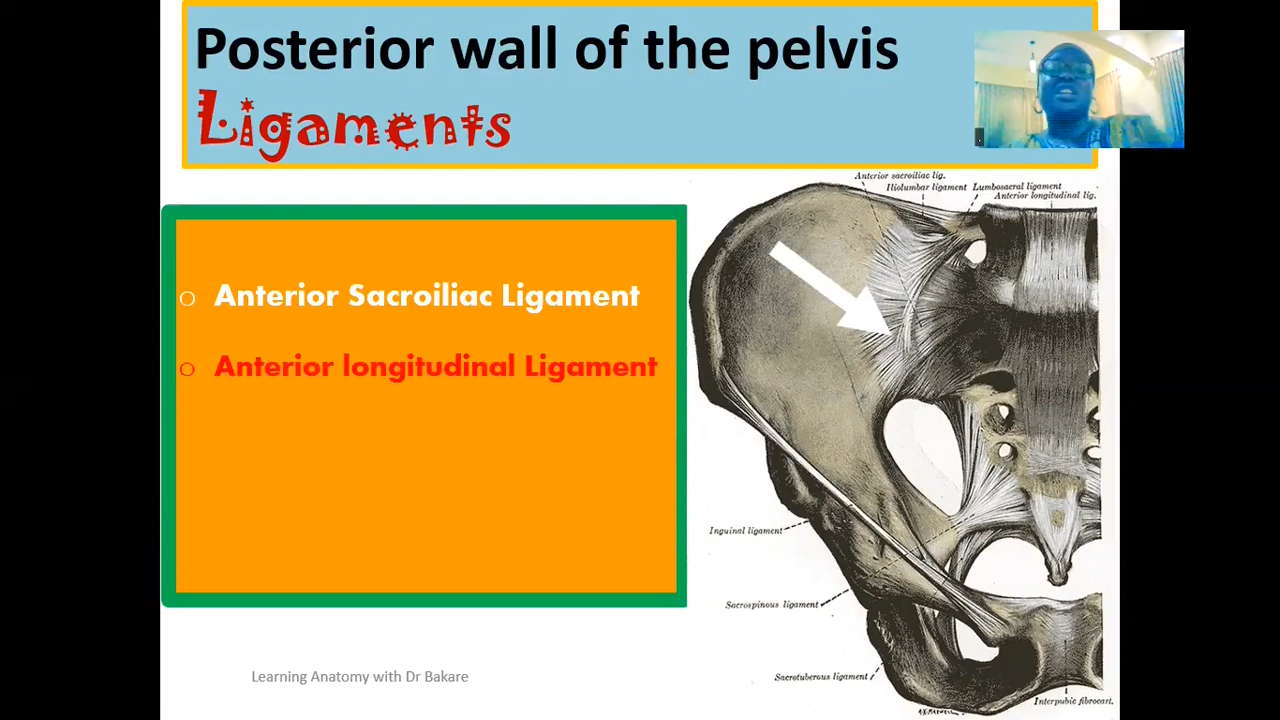 Posterior wall of the pelvis
Ligaments
Anterior sacroiliac lig.
Iliolumbar ligament
Lumbosacral ligament
Anterior longitudinal lig.
o Anterior Sacroiliac Ligament
o Anterior longitudinal Ligament
Inguinal ligament
Sacrospinous ligament
Sacrotuberous ligament
Interpubic fibrocart.
Learning Anatomy with Dr Bakare